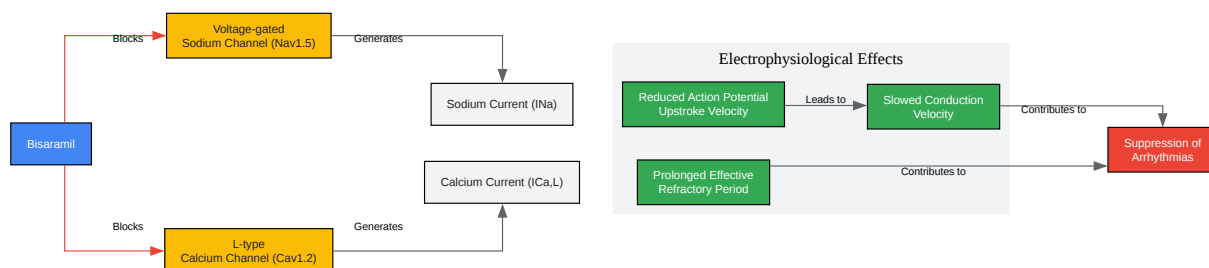 Voltage-gated
Sodium Channel (Nav1.5)
Blocks
Generates
Sodium Current (INa)
Bisaramil
Calcium Current (ICa,L)
Blocks
Generates
L-type
Calcium Channel (Cav1.2)
Electrophysiological Effects
Reduced Action Potential
Upstroke Velocity
Leads to
Slowed Conduction
Velocity
Contributes to
Suppression of
Arrhythmias
Prolonged Effective
Refractory Period
Contributes to